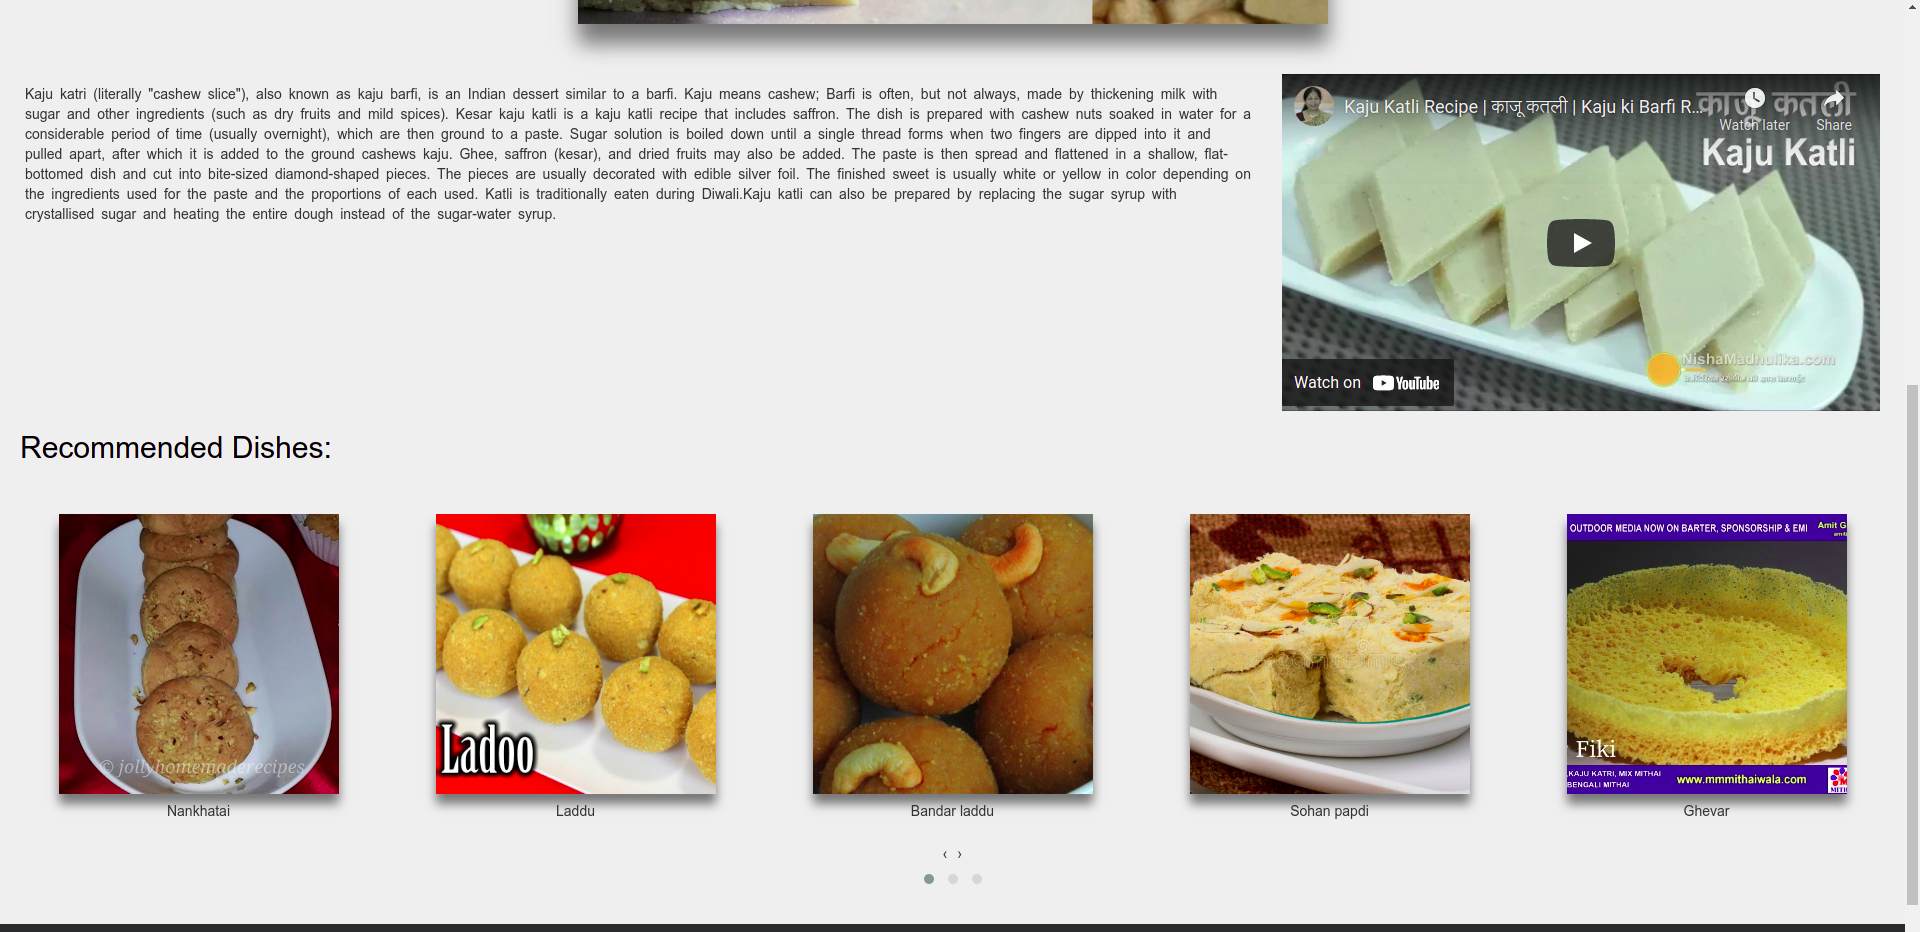 Kaju katri (literally "cashew slice"), also known as kaju barfi, is an Indian dessert similar to a barfi. Kaju means cashew; Barfi is often, but not always, made by thickening milk with
sugar and other ingredients (such as dry fruits and mild spices). Kesar kaju katli is a kaju katli recipe that includes saffron. The dish is prepared with cashew nuts soaked in water for a
considerable period of time (usually overnight), which are then ground to a paste. Sugar solution is boiled down until a single thread forms when two fingers are dipped into it and
pulled apart, after which it is added to the ground cashews kaju. Ghee, saffron (kesar), and dried fruits may also be added. The paste is then spread and flattened in a shallow, flat-
bottomed dish and cut into bite-sized diamond-shaped pieces. The pieces are usually decorated with edible silver foil. The finished sweet is usually white or yellow in color depending on
the ingredients used for the paste and the proportions of each used. Katli is traditionally eaten during Diwali.Kaju katli can also be prepared by replacing the sugar syrup with
crystallised sugar and heating the entire dough instead of the sugar-water syrup.
Kaju Katli Recipe | काजू कतली | Kaju ki Barfi R...
काजू कतली
Watch later Share
Kaju Katli
NishaMadhulika.com
Watch on YouTube
Recommended Dishes:
OUTDOOR MEDIA NOW ON BARTER, SPONSORSHIP & EMI Amit G
© jollyhomemaderecipes
Ladoo
Fiki
KAJU KATRI, MIX MITHAI
BENGALI MITHAI
www.mmmithaiwala.com
MITH
Nankhatai
Laddu
Bandar laddu
Sohan papdi
Ghevar
‹ ›